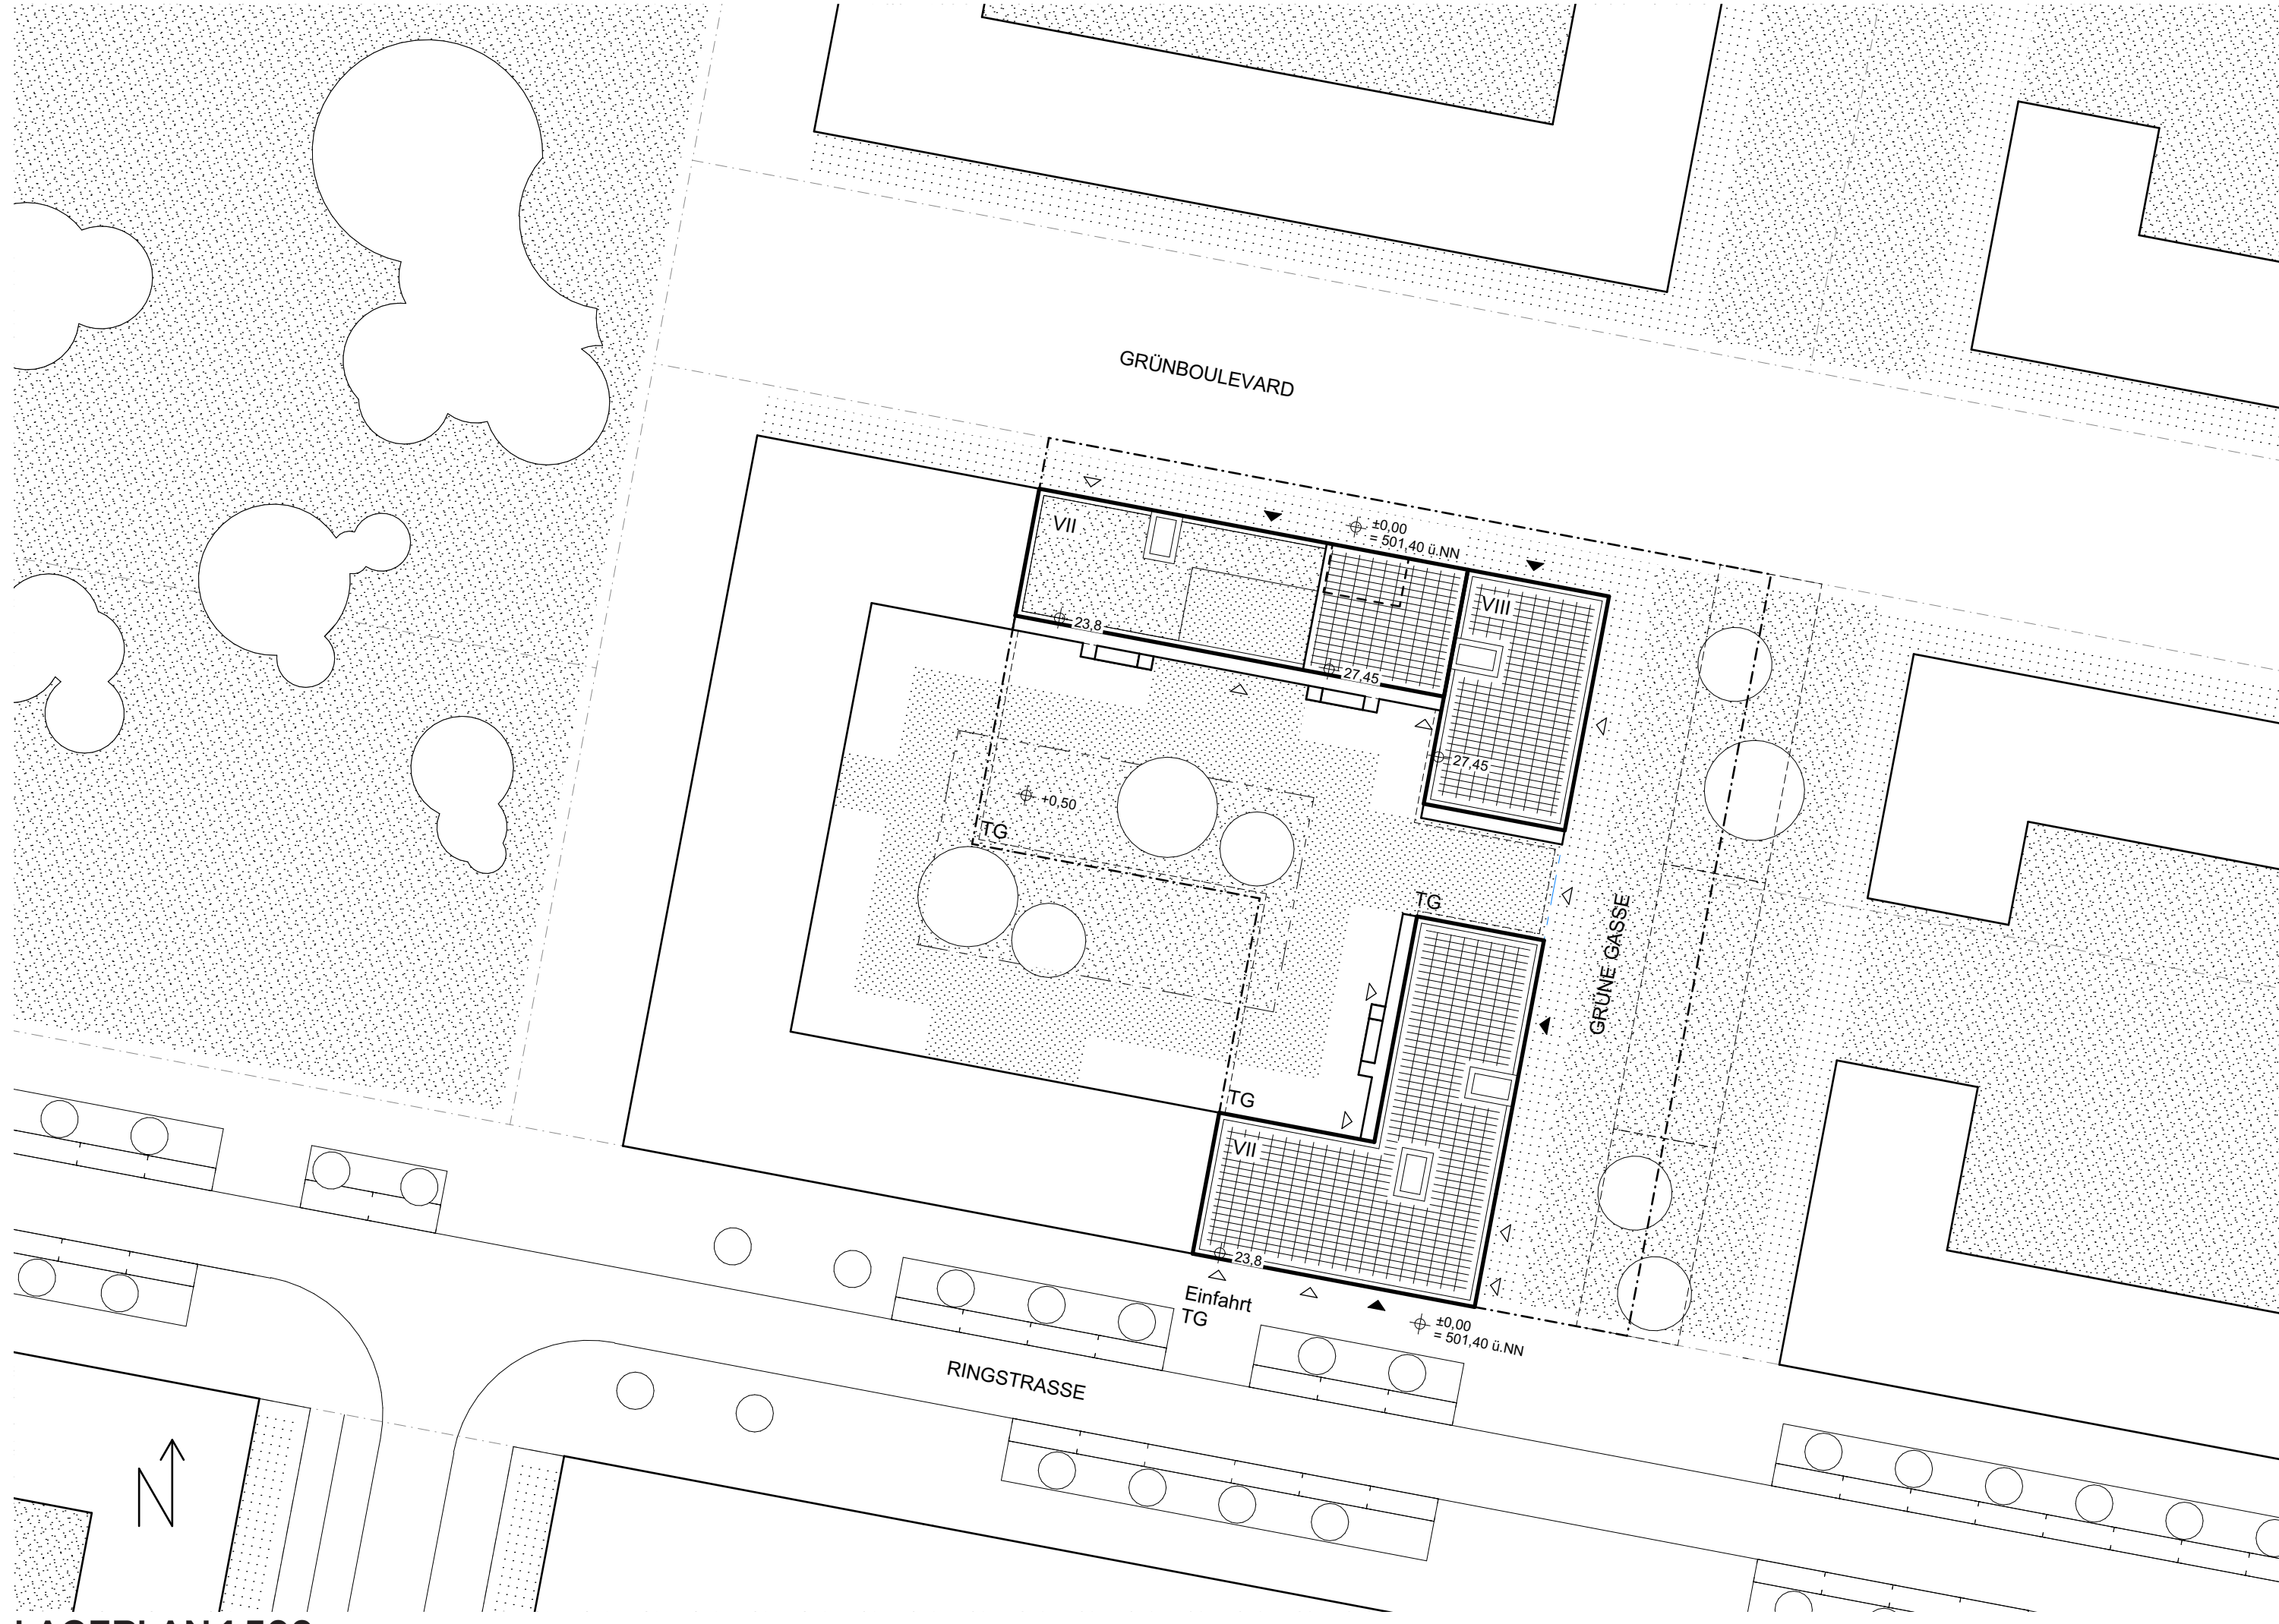 GRÜNBOULEVARD
VII
±0,00
= 501,40 ü.NN
VIII
23,8
27,45
27,45
+0,50
TG
TG
GRÜNE GASSE
TG
VII
23,8
Einfahrt
TG
±0,00
= 501,40 ü.NN
RINGSTRASSE
N